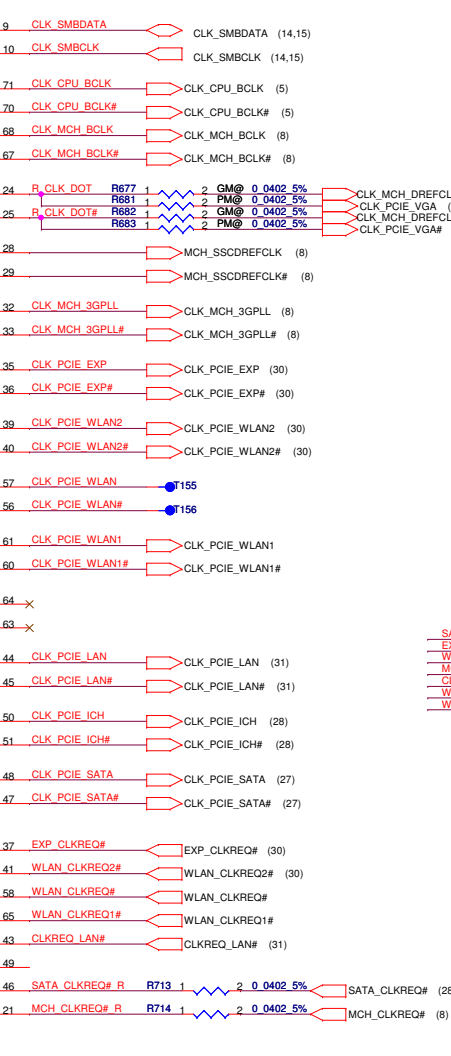 9 CLK_SMBDATA CLK_SMBDATA (14,15)
10 CLK_SMBCLK CLK_SMBCLK (14,15)
71 CLK_CPU_BCLK CLK_CPU_BCLK (5)
70 CLK_CPU_BCLK# CLK_CPU_BCLK# (5)
68 CLK_MCH_BCLK CLK_MCH_BCLK (8)
67 CLK_MCH_BCLK# CLK_MCH_BCLK# (8)
24 R_CLK_DOT R677 1 2 GM@ 0_0402_5% CLK_MCH_DREFCL
R681 1 2 PM@ 0_0402_5% CLK_PCIE_VGA (
25 R_CLK_DOT# R682 1 2 GM@ 0_0402_5% CLK_MCH_DREFCL
R683 1 2 PM@ 0_0402_5% CLK_PCIE_VGA#
28 MCH_SSCDREFCLK (8)
29 MCH_SSCDREFCLK# (8)
32 CLK_MCH_3GPLL CLK_MCH_3GPLL (8)
33 CLK_MCH_3GPLL# CLK_MCH_3GPLL# (8)
35 CLK_PCIE_EXP CLK_PCIE_EXP (30)
36 CLK_PCIE_EXP# CLK_PCIE_EXP# (30)
39 CLK_PCIE_WLAN2 CLK_PCIE_WLAN2 (30)
40 CLK_PCIE_WLAN2# CLK_PCIE_WLAN2# (30)
57 CLK_PCIE_WLAN T155
56 CLK_PCIE_WLAN# T156
61 CLK_PCIE_WLAN1 CLK_PCIE_WLAN1
60 CLK_PCIE_WLAN1# CLK_PCIE_WLAN1#
64
63
44 CLK_PCIE_LAN CLK_PCIE_LAN (31)
45 CLK_PCIE_LAN# CLK_PCIE_LAN# (31)
50 CLK_PCIE_ICH CLK_PCIE_ICH (28)
51 CLK_PCIE_ICH# CLK_PCIE_ICH# (28)
48 CLK_PCIE_SATA CLK_PCIE_SATA (27)
47 CLK_PCIE_SATA# CLK_PCIE_SATA# (27)
37 EXP_CLKREQ# EXP_CLKREQ# (30)
41 WLAN_CLKREQ2# WLAN_CLKREQ2# (30)
58 WLAN_CLKREQ# WLAN_CLKREQ#
65 WLAN_CLKREQ1# WLAN_CLKREQ1#
43 CLKREQ_LAN# CLKREQ_LAN# (31)
49
46 SATA_CLKREQ#_R R713 1 2 0_0402_5% SATA_CLKREQ# (28
21 MCH_CLKREQ#_R R714 1 2 0_0402_5% MCH_CLKREQ# (8)